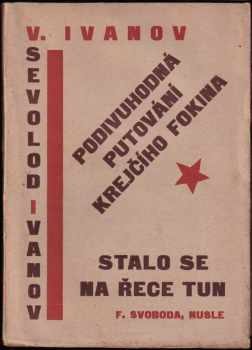 V. IVANOV
VSEVOLOD IVANOV
PODIVUHODNÁ
PUTOVÁNÍ
KREJČÍHO FOKINA
STALO SE
NA ŘECE TUN
F. SVOBODA, NUSLE